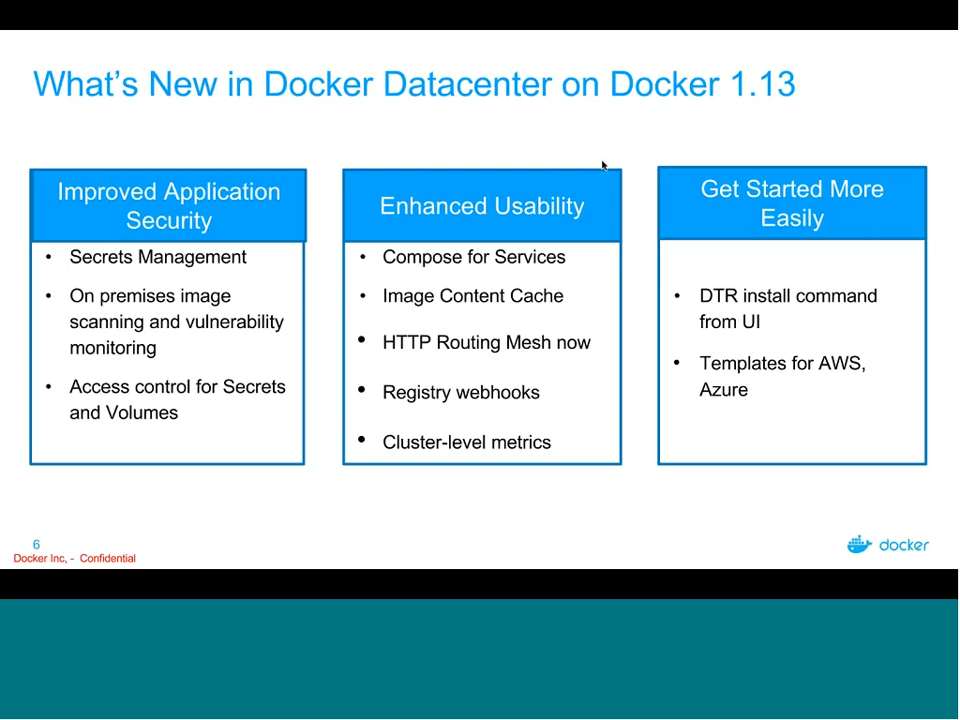 What's New in Docker Datacenter on Docker 1.13
Improved Application
Security
• Secrets Management
• On premises image
scanning and vulnerability
monitoring
• Access control for Secrets
and Volumes
Enhanced Usability
• Compose for Services
• Image Content Cache
• HTTP Routing Mesh now
• Registry webhooks
• Cluster-level metrics
Get Started More
Easily
• DTR install command
from UI
• Templates for AWS,
Azure
6
Docker Inc, - Confidential
docker